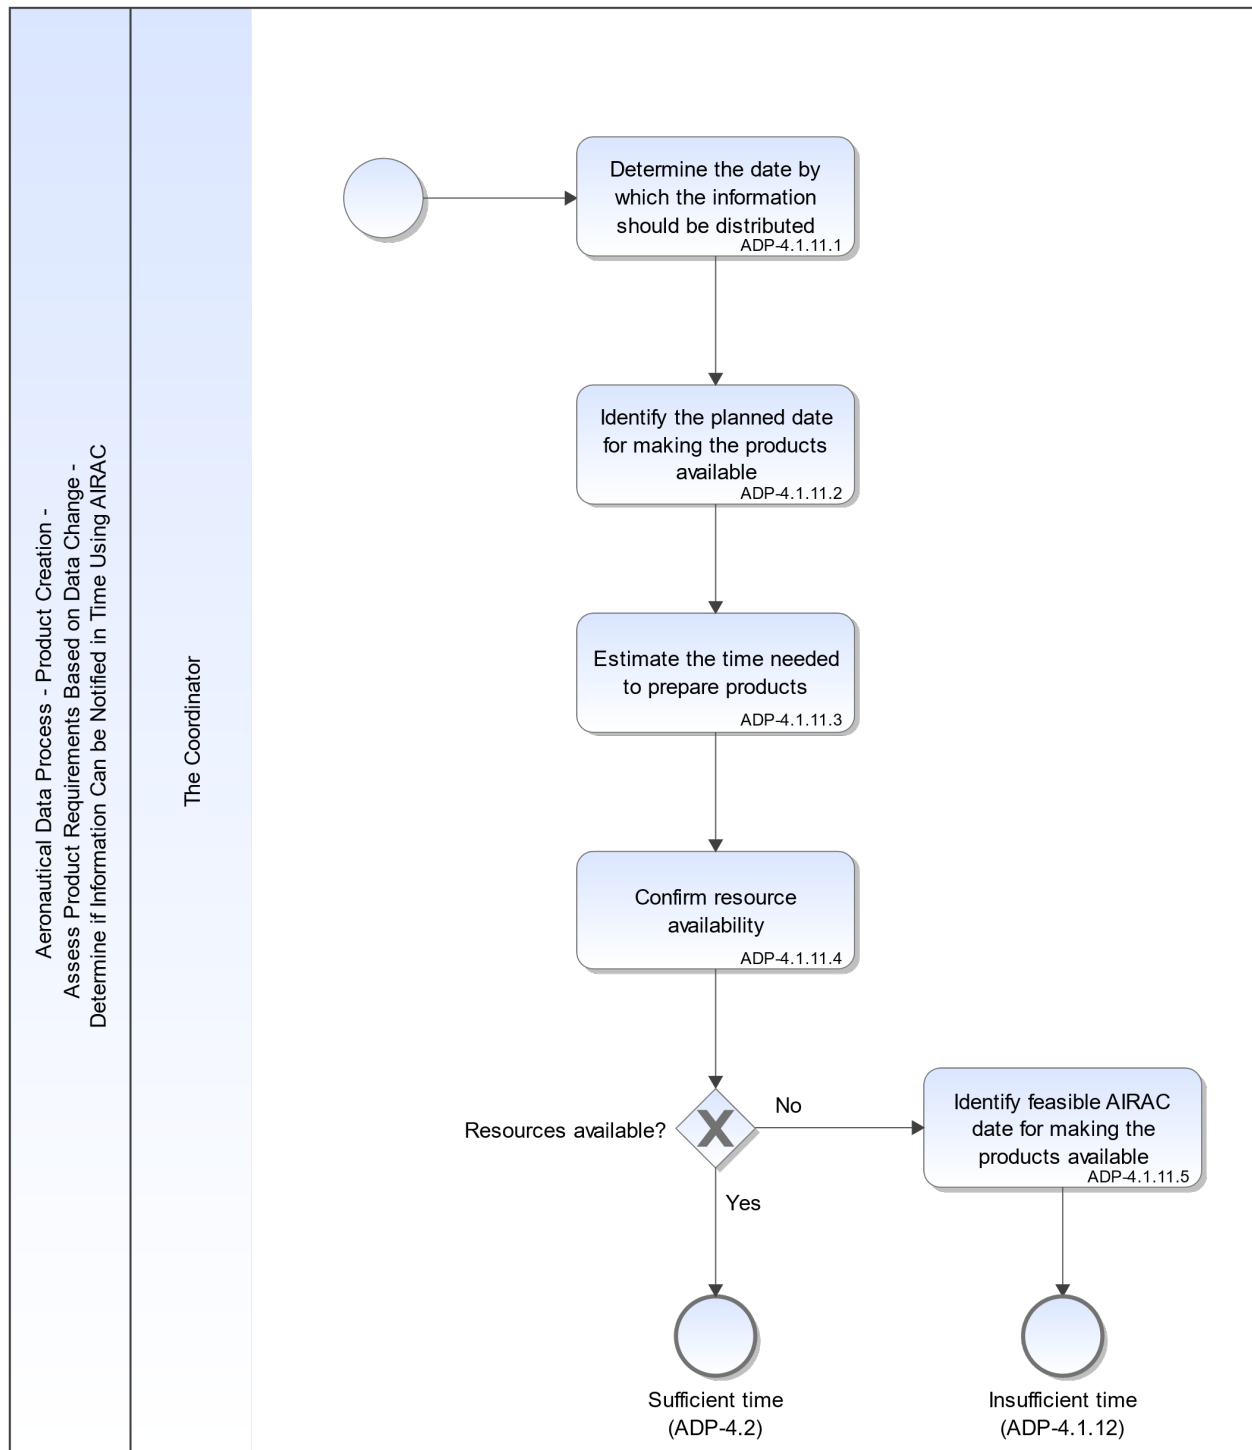 Aeronautical Data Process - Product Creation -
Assess Product Requirements Based on Data Change -
Determine if Information Can be Notified in Time Using AIRAC
The Coordinator
Determine the date by
which the information
should be distributed
ADP-4.1.11.1
Identify the planned date
for making the products
available
ADP-4.1.11.2
Estimate the time needed
to prepare products
ADP-4.1.11.3
Confirm resource
availability
ADP-4.1.11.4
Resources available?
X
No
Identify feasible AIRAC
date for making the
products available
ADP-4.1.11.5
Yes
Sufficient time
(ADP-4.2)
Insufficient time
(ADP-4.1.12)